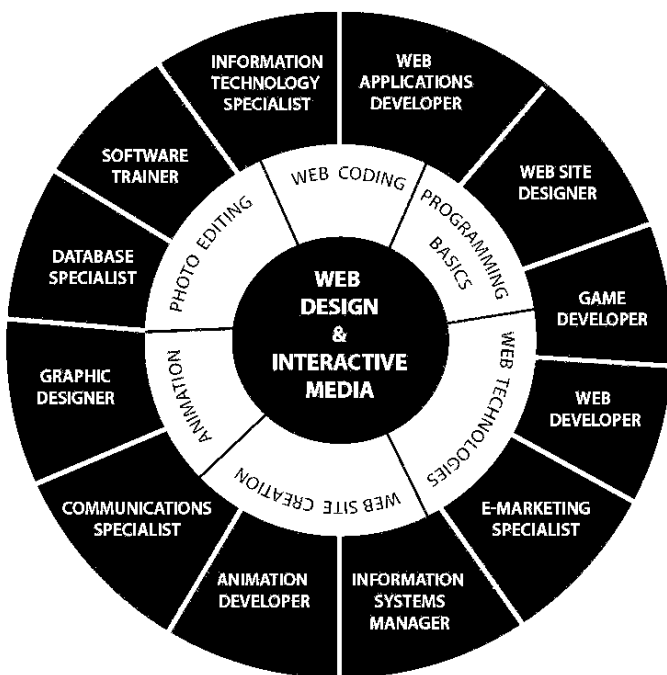 INFORMATION
TECHNOLOGY
SPECIALIST
WEB
APPLICATIONS
DEVELOPER
WEB SITE
DESIGNER
GAME
DEVELOPER
WEB
DEVELOPER
E-MARKETING
SPECIALIST
INFORMATION
SYSTEMS
MANAGER
ANIMATION
DEVELOPER
COMMUNICATIONS
SPECIALIST
GRAPHIC
DESIGNER
DATABASE
SPECIALIST
SOFTWARE
TRAINER
WEB CODING
PROGRAMMING
BASICS
WEB TECHNOLOGIES
WEB SITE CREATION
ANIMATION
PHOTO EDITING
WEB
DESIGN
&
INTERACTIVE
MEDIA